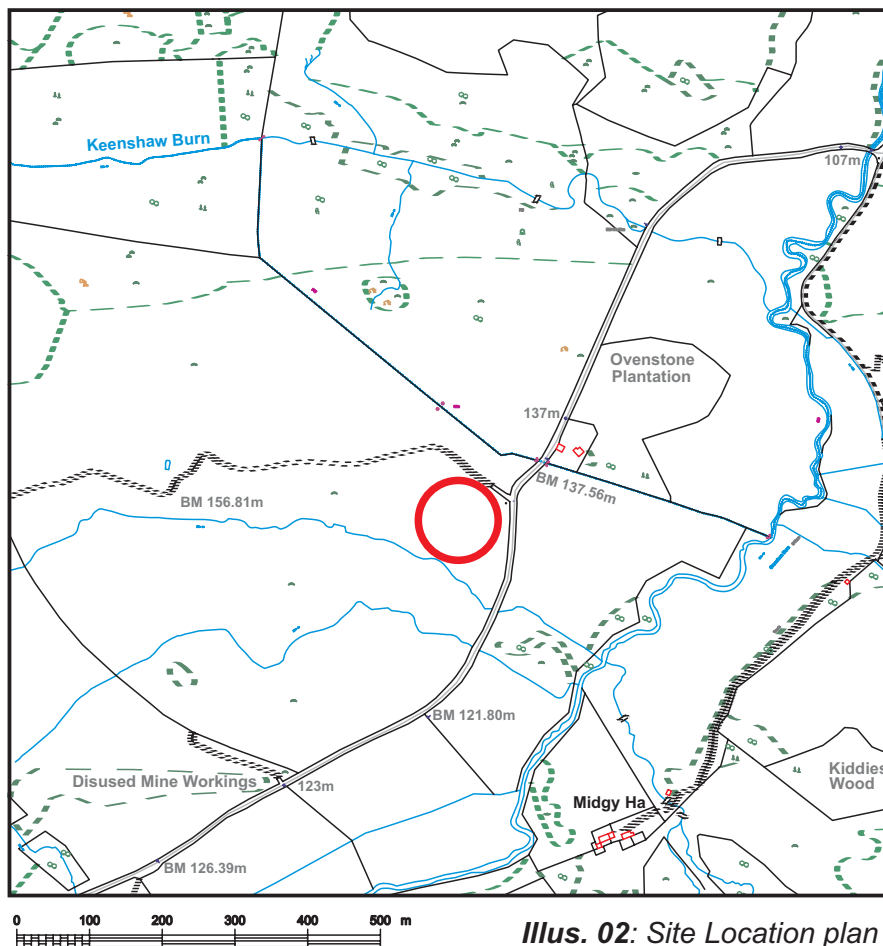 Keenshaw Burn
107m
Ovenstone
Plantation
137m
BM 137.56m
BM 156.81m
BM 121.80m
Disused Mine Workings
123m
Midgy Ha
Kiddies
Wood
BM 126.39m
0 100 200 300 400 500 m
Illus. 02: Site Location plan